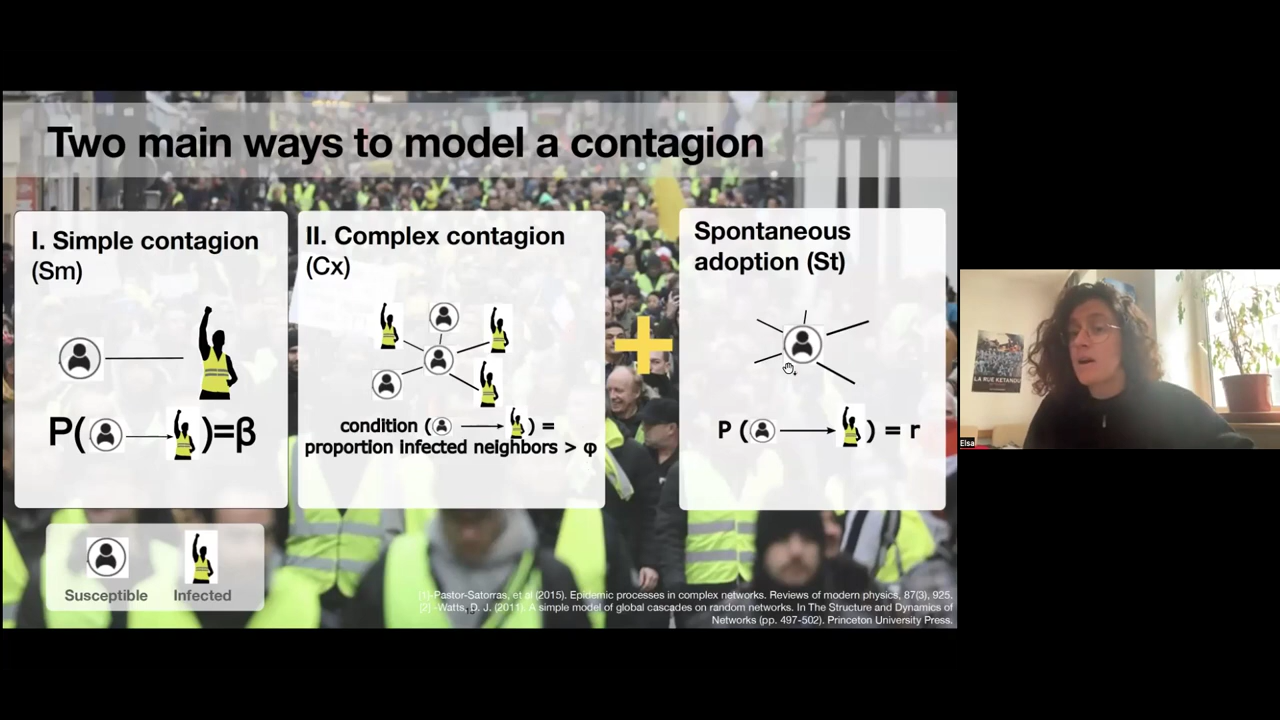 Two main ways to model a contagion
I. Simple contagion
(Sm)
P( )=β
II. Complex contagion
(Cx)
condition ( ) =
proportion infected neighbors > φ
Spontaneous
adoption (St)
P ( ) = r
Susceptible
Infected
[1]-Pastor-Satorras, et al (2015). Epidemic processes in complex networks. Reviews of modern physics, 87(3), 925.
[2] -Watts, D. J. (2011). A simple model of global cascades on random networks. In The Structure and Dynamics of
Networks (pp. 497-502). Princeton University Press.
LA RUE KETANOU
Elsa